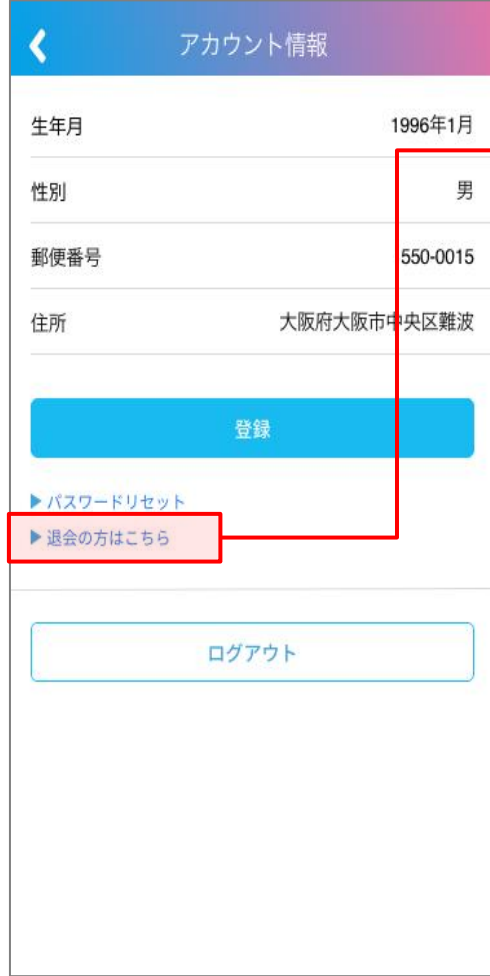 アカウント情報
生年月 1996年1月
性別 男
郵便番号 550-0015
住所 大阪府大阪市中央区難波
登録
▶パスワードリセット
▶退会の方はこちら
ログアウト